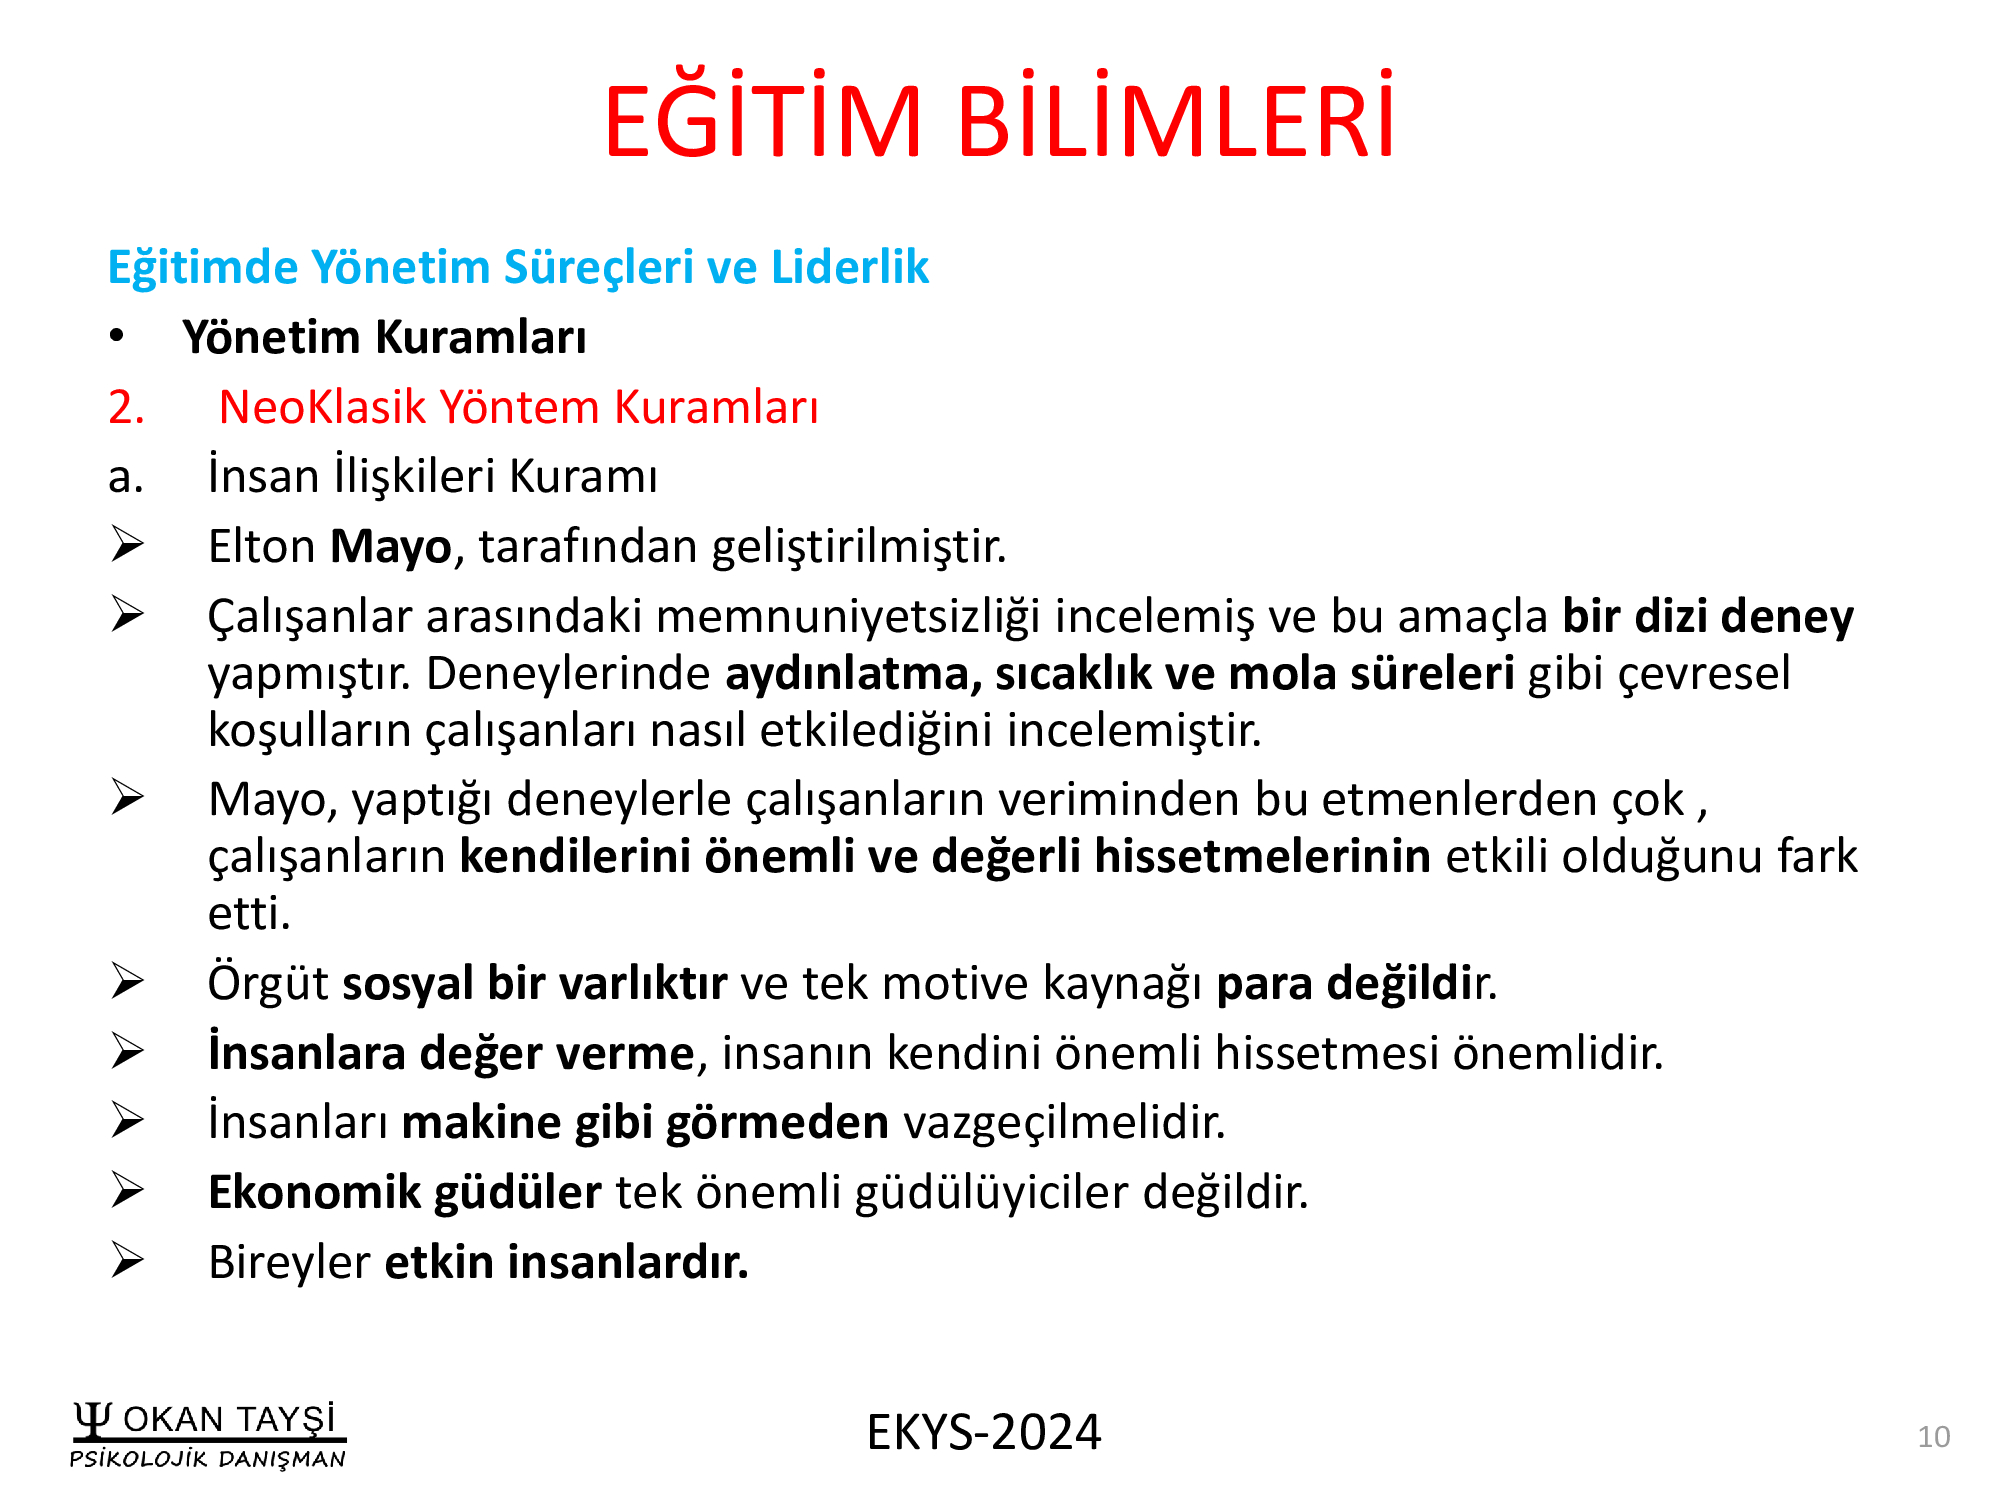 EĞİTİM BİLİMLERİ
Eğitimde Yönetim Süreçleri ve Liderlik
• Yönetim Kuramları
2. NeoKlasik Yöntem Kuramları
a. İnsan İlişkileri Kuramı
➢ Elton Mayo, tarafından geliştirilmiştir.
➢ Çalışanlar arasındaki memnuniyetsizliği incelemiş ve bu amaçla bir dizi deney
yapmıştır. Deneylerinde aydınlatma, sıcaklık ve mola süreleri gibi çevresel
koşulların çalışanları nasıl etkilediğini incelemiştir.
➢ Mayo, yaptığı deneylerle çalışanların veriminden bu etmenlerden çok ,
çalışanların kendilerini önemli ve değerli hissetmelerinin etkili olduğunu fark
etti.
➢ Örgüt sosyal bir varlıktır ve tek motive kaynağı para değildir.
➢ İnsanlara değer verme, insanın kendini önemli hissetmesi önemlidir.
➢ İnsanları makine gibi görmeden vazgeçilmelidir.
➢ Ekonomik güdüler tek önemli güdülüyiciler değildir.
➢ Bireyler etkin insanlardır.
Ψ OKAN TAYŞİ
PSİKOLOJİK DANIŞMAN
EKYS-2024
10